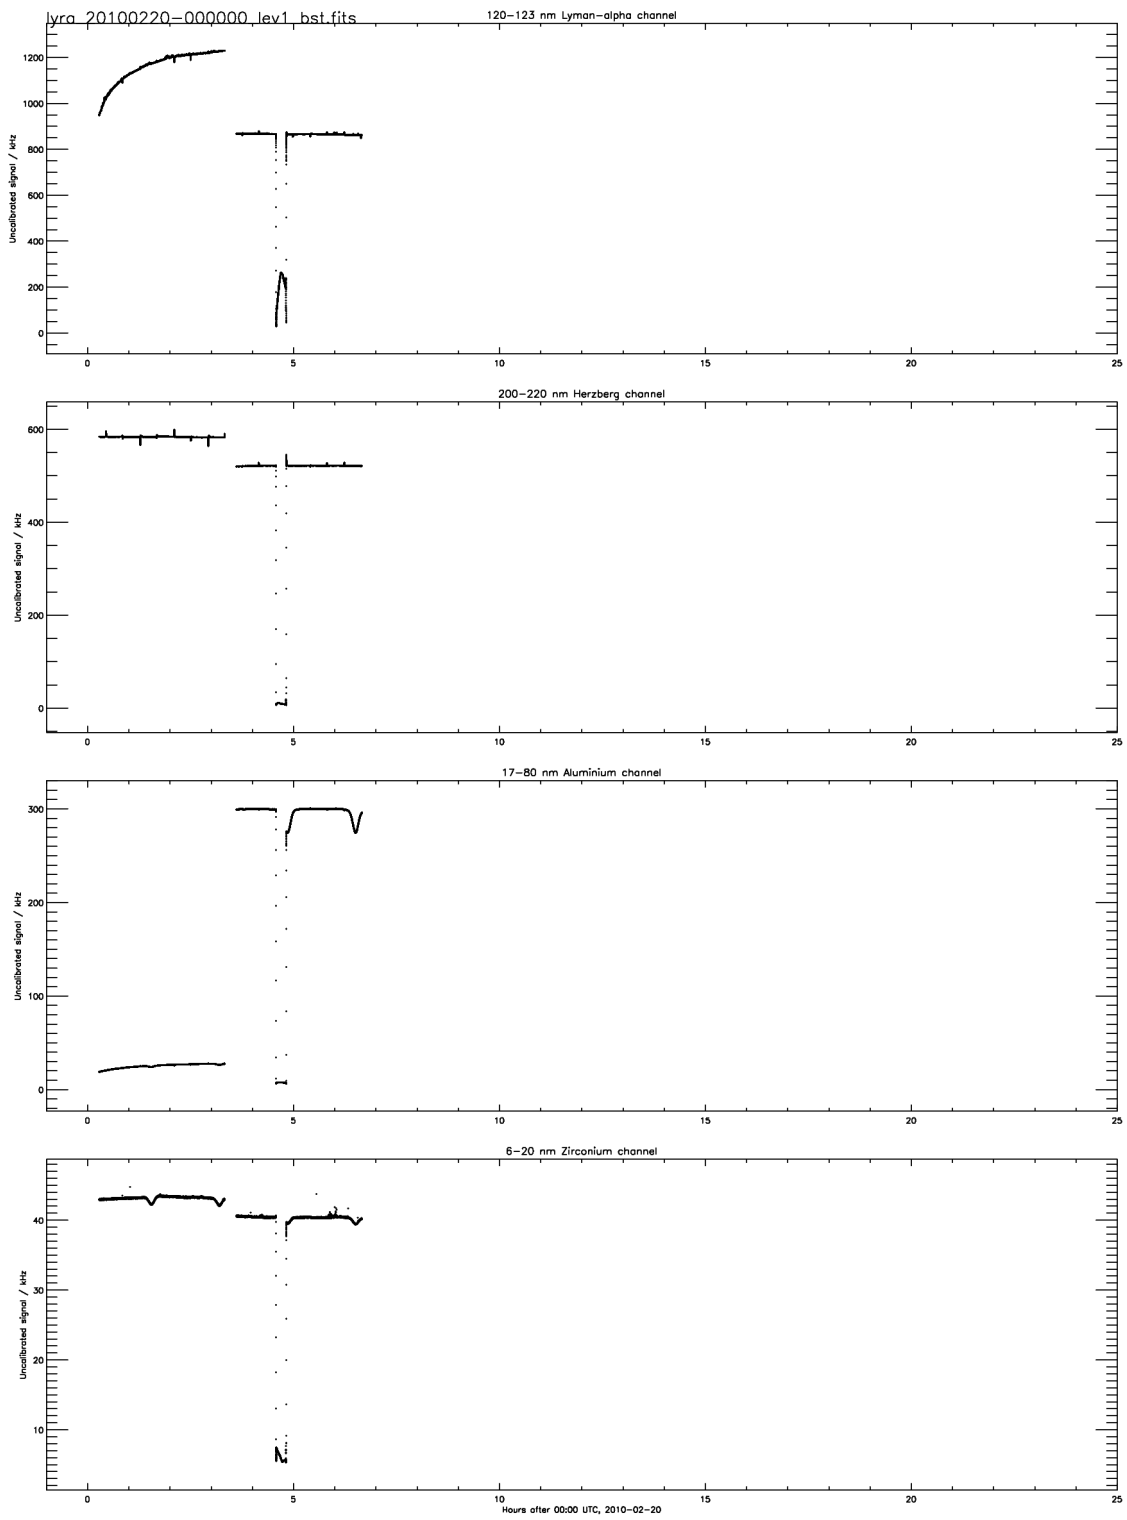 lyra_20100220-000000_lev1_bst.fits
120-123 nm Lyman-alpha channel
Uncalibrated signal / kHz
1200
1000
800
600
400
200
0
0 5 10 15 20 25
200-220 nm Herzberg channel
Uncalibrated signal / kHz
600
400
200
0
0 5 10 15 20 25
17-80 nm Aluminium channel
Uncalibrated signal / kHz
300
200
100
0
0 5 10 15 20 25
6-20 nm Zirconium channel
Uncalibrated signal / kHz
40
30
20
10
0 5 10 15 20 25
Hours after 00:00 UTC, 2010-02-20